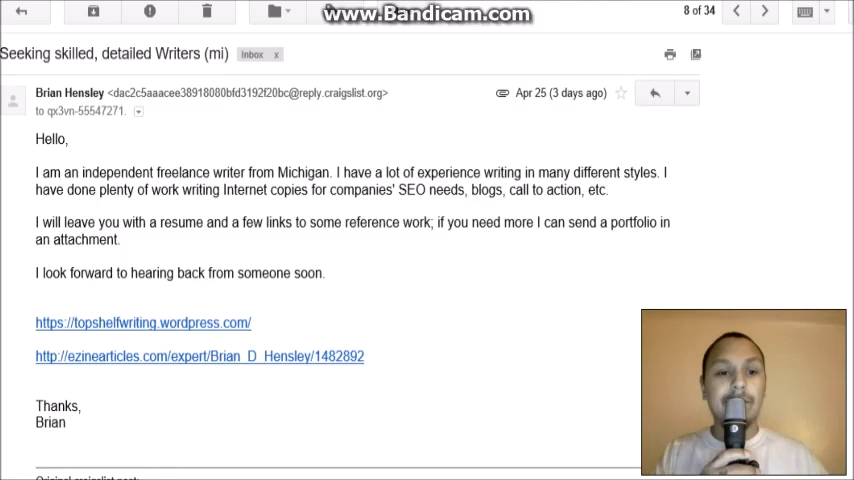 www.Bandicam.com
8 of 34
Seeking skilled, detailed Writers (mi) Inbox x
Brian Hensley <dac2c5aaacee38918080bfd3192f20bc@reply.craigslist.org> Apr 25 (3 days ago)
to qx3vn-55547271.
Hello,
I am an independent freelance writer from Michigan. I have a lot of experience writing in many different styles. I
have done plenty of work writing Internet copies for companies' SEO needs, blogs, call to action, etc.
I will leave you with a resume and a few links to some reference work; if you need more I can send a portfolio in
an attachment.
I look forward to hearing back from someone soon.
https://topshelfwriting.wordpress.com/
http://ezinearticles.com/expert/Brian_D_Hensley/1482892
Thanks,
Brian
Original craigslist post: